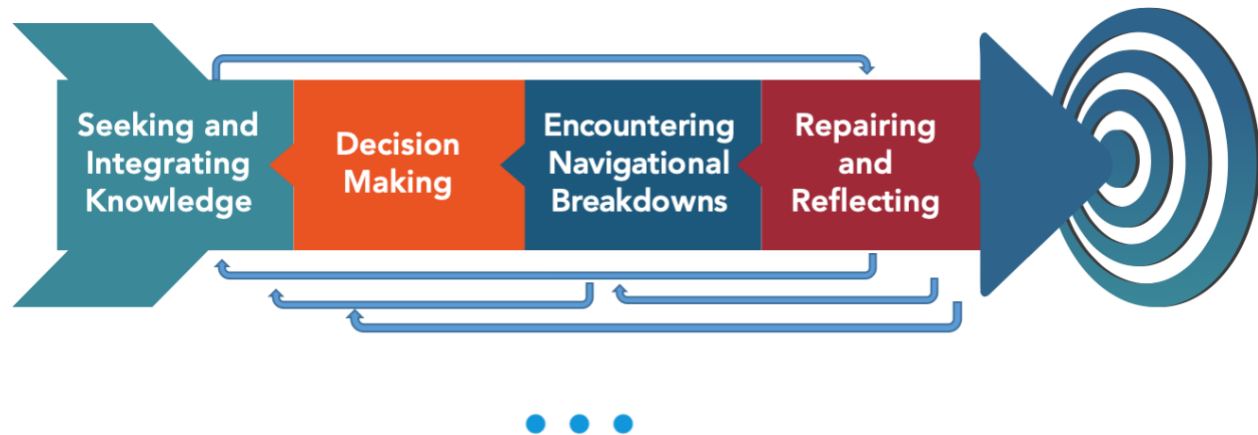 Seeking and
Integrating
Knowledge
Decision
Making
Encountering
Navigational
Breakdowns
Repairing
and
Reflecting